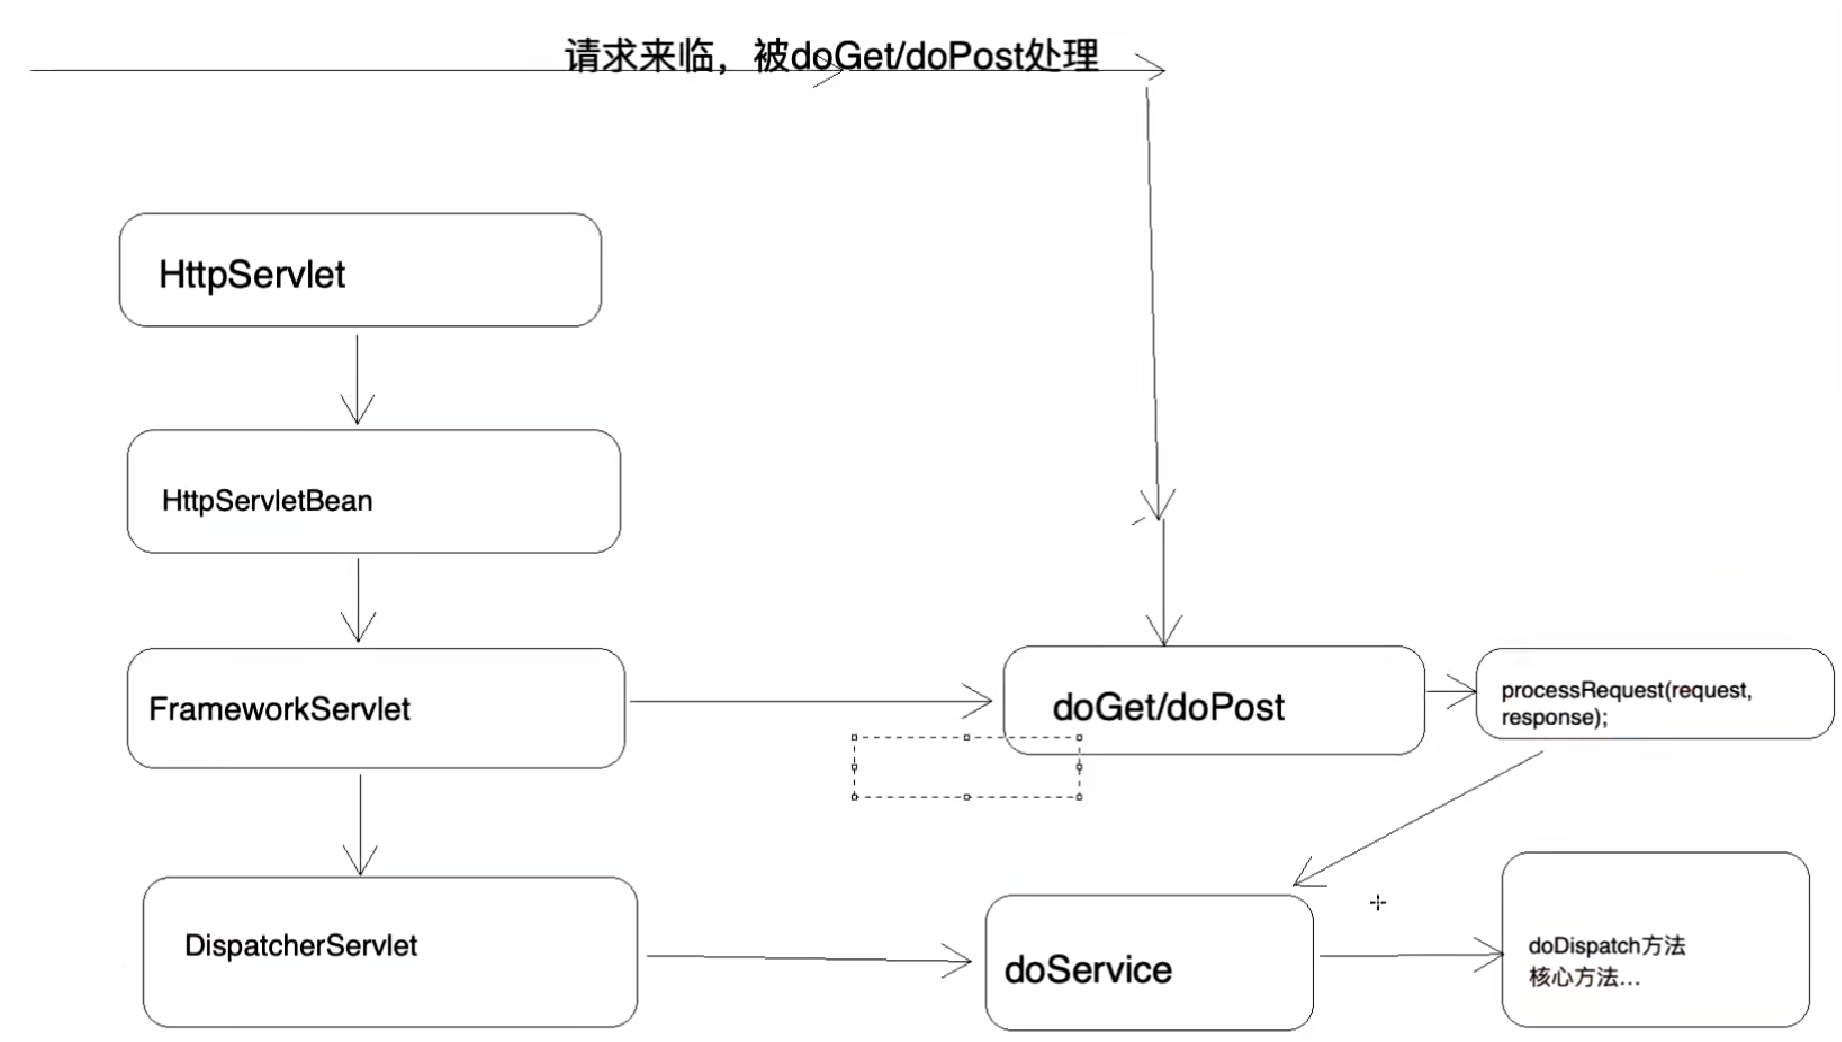 请求来临，被doGet/doPost处理
HttpServlet
HttpServletBean
FrameworkServlet
doGet/doPost
processRequest(request,
response);
DispatcherServlet
doService
doDispatch方法
核心方法...